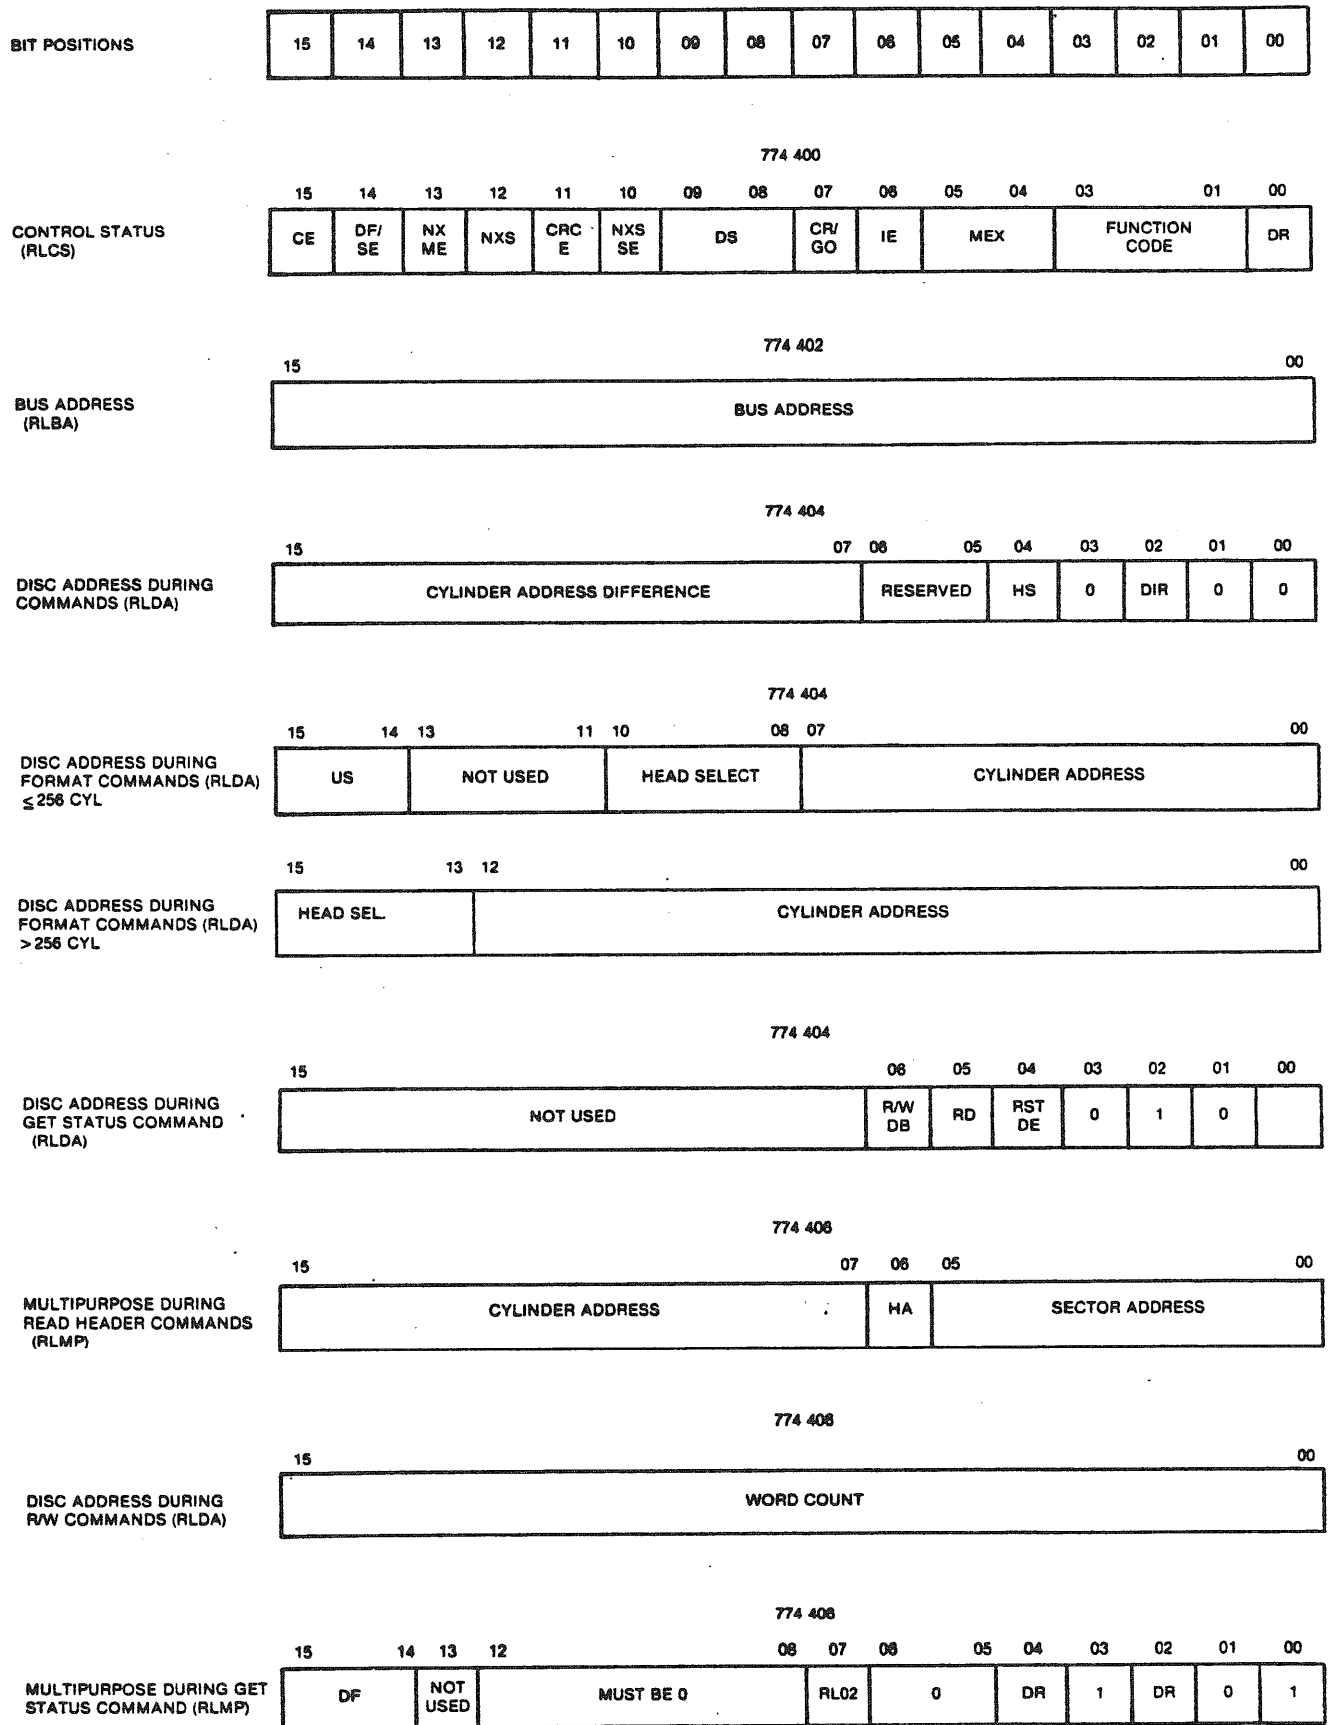 BIT POSITIONS 15 14 13 12 11 10 09 08 07 06 05 04 03 02 01 00
774 400
15 14 13 12 11 10 09 08 07 06 05 04 03 01 00
CONTROL STATUS
(RLCS)
CE
DF/
SE
NX
ME
NXS
CRC
E
NXS
SE
DS
CR/
GO
IE
MEX
FUNCTION
CODE
DR
774 402
15 00
BUS ADDRESS
(RLBA)
BUS ADDRESS
774 404
15 07 06 05 04 03 02 01 00
DISC ADDRESS DURING
COMMANDS (RLDA)
CYLINDER ADDRESS DIFFERENCE RESERVED HS 0 DIR 0 0
774 404
15 14 13 11 10 08 07 00
DISC ADDRESS DURING
FORMAT COMMANDS (RLDA)
≤256 CYL
US NOT USED HEAD SELECT CYLINDER ADDRESS
15 13 12 00
DISC ADDRESS DURING
FORMAT COMMANDS (RLDA)
>256 CYL
HEAD SEL. CYLINDER ADDRESS
774 404
15 06 05 04 03 02 01 00
DISC ADDRESS DURING
GET STATUS COMMAND
(RLDA)
NOT USED
R/W
DB
RD
RST
DE
0 1 0
774 406
15 07 06 05 00
MULTIPURPOSE DURING
READ HEADER COMMANDS
(RLMP)
CYLINDER ADDRESS HA SECTOR ADDRESS
774 406
15 00
DISC ADDRESS DURING
R/W COMMANDS (RLDA)
WORD COUNT
774 406
15 14 13 12 08 07 06 05 04 03 02 01 00
MULTIPURPOSE DURING GET
STATUS COMMAND (RLMP)
DF
NOT
USED
MUST BE 0 RL02 0 DR 1 DR 0 1